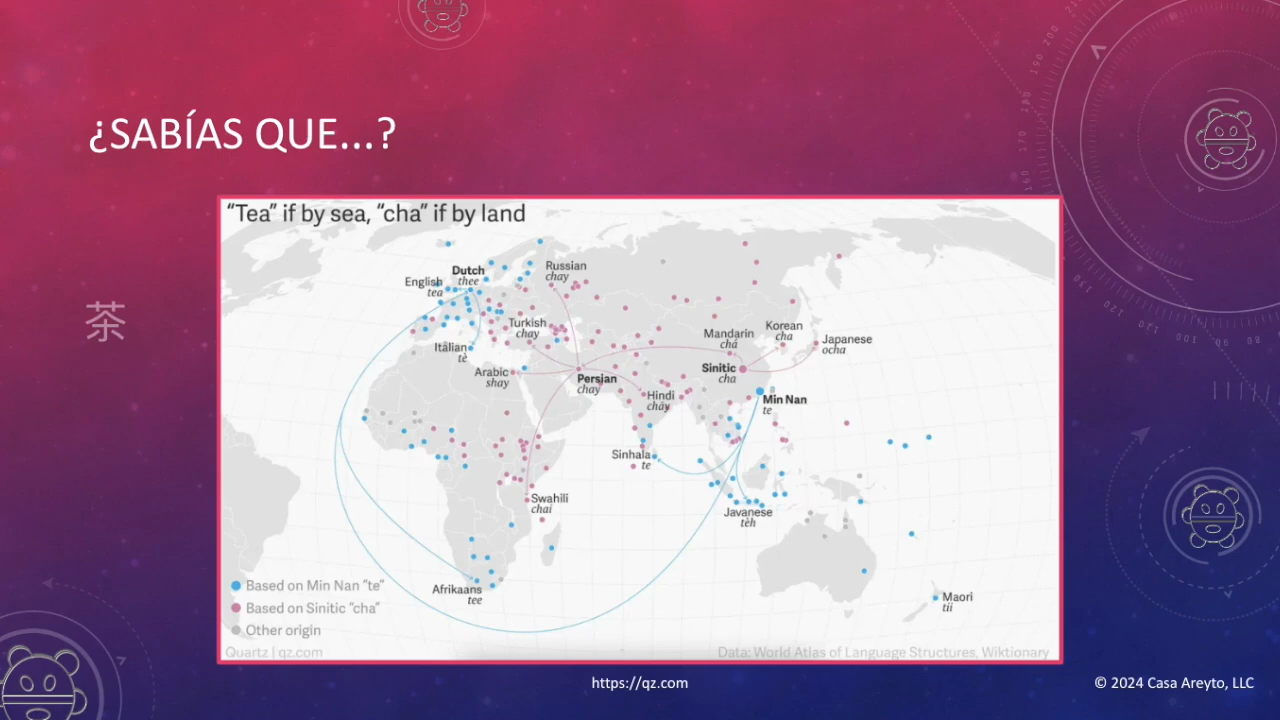 ¿SABÍAS QUE...?
茶
“Tea” if by sea, “cha” if by land
Dutch
thee
English
tea
Russian
chay
Turkish
chay
Italian
tè
Arabic
shay
Persian
chay
Hindi
chāy
Mandarin
chá
Korean
cha
Japanese
ocha
Sinitic
cha
Min Nan
te
Sinhala
te
Javanese
tèh
Swahili
chai
Afrikaans
tee
Maori
tii
Based on Min Nan “te”
Based on Sinitic “cha”
Other origin
Quartz | qz.com
Data: World Atlas of Language Structures, Wiktionary
https://qz.com
© 2024 Casa Areyto, LLC